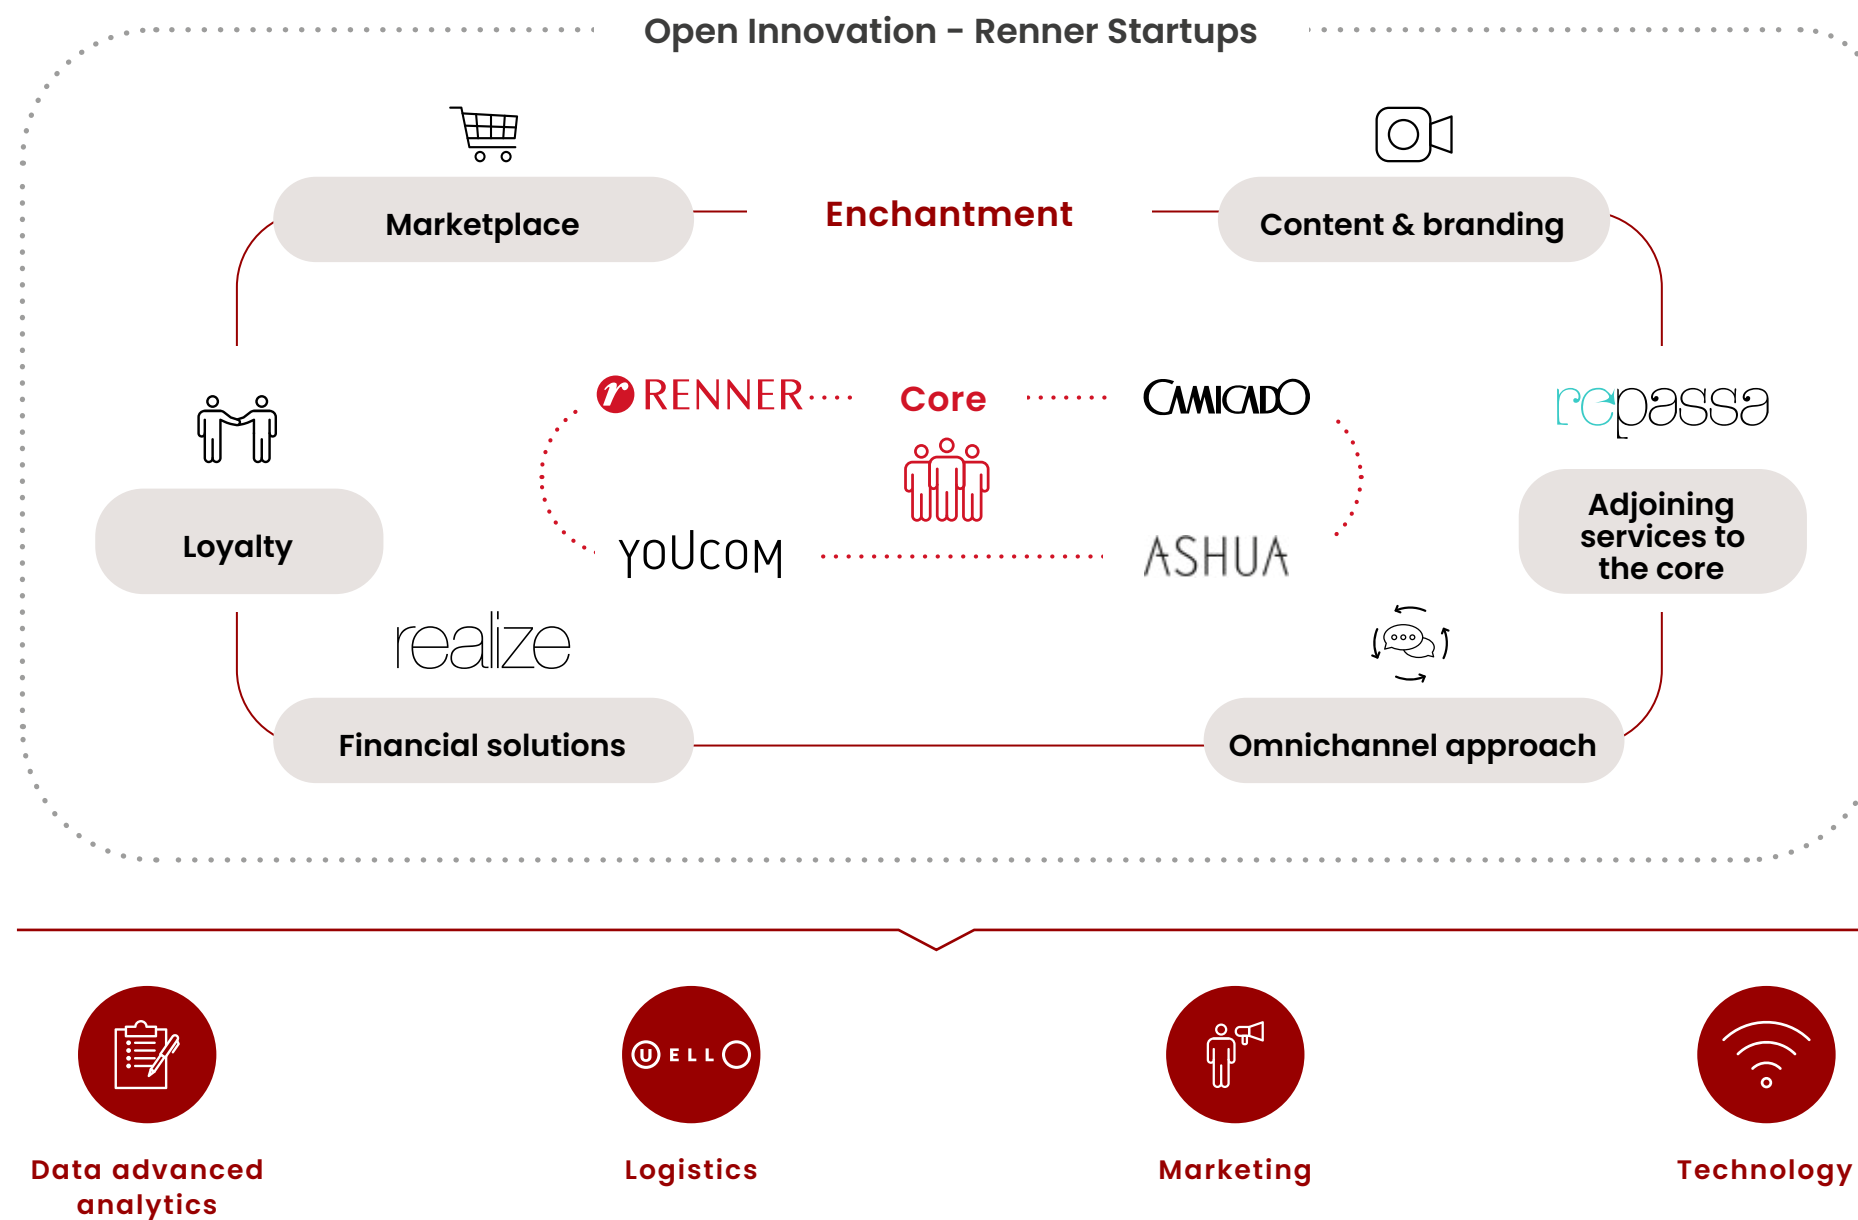 Open Innovation - Renner Startups
Marketplace
Enchantment
Content & branding
r RENNER
Core
CAMICADO
repassa
Loyalty
YOUCOM
ASHUA
Adjoining
services to
the core
realize
Financial solutions
Omnichannel approach
UELLO
Data advanced
analytics
Logistics
Marketing
Technology